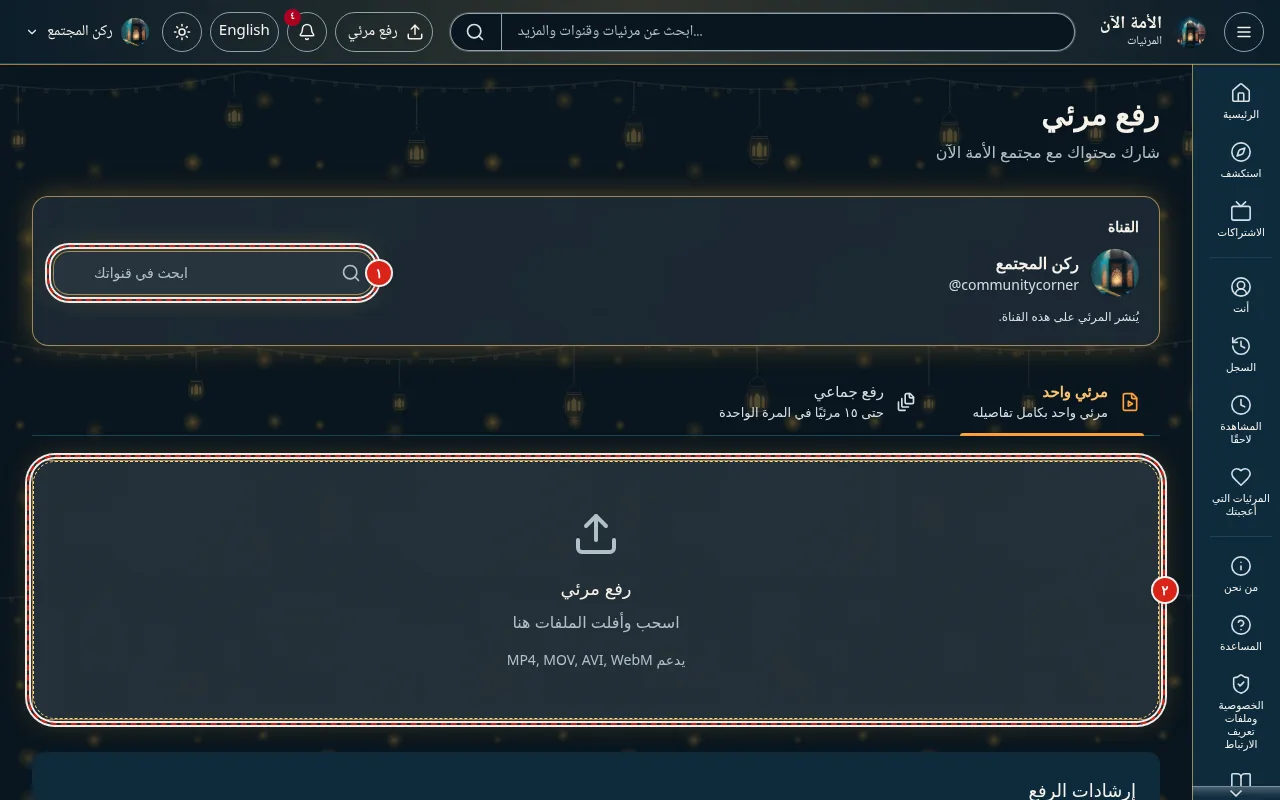 الأمة الآن
المرئيات
ابحث عن مرئيات وقنوات والمزيد...
رفع مرئي
٤
English
ركن المجتمع
الرئيسية
استكشف
الاشتراكات
أنت
السجل
المشاهدة
لاحقًا
المرئيات التي
أعجبتك
من نحن
المساعدة
الخصوصية
وملفات
تعريف
الارتباط
رفع مرئي
شارك محتواك مع مجتمع الأمة الآن
القناة
ركن المجتمع
@communitycorner
يُنشر المرئي على هذه القناة.
ابحث في قنواتك
١
مرئي واحد
مرئي واحد بكامل تفاصيله
رفع جماعي
حتى ١٥ مرئيًا في المرة الواحدة
٢
رفع مرئي
اسحب وأفلت الملفات هنا
يدعم MP4, MOV, AVI, WebM
إرشادات الرفع